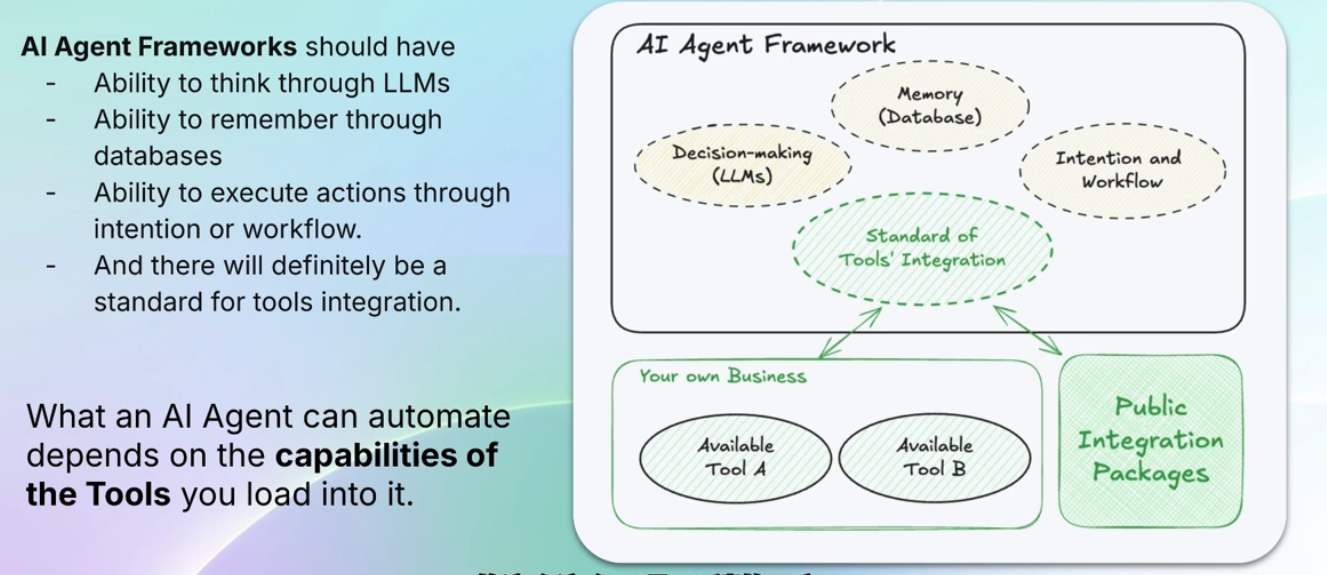 AI Agent Frameworks should have
- Ability to think through LLMs
- Ability to remember through
databases
- Ability to execute actions through
intention or workflow.
- And there will definitely be a
standard for tools integration.
What an AI Agent can automate
depends on the capabilities of
the Tools you load into it.
AI Agent Framework
Memory
(Database)
Decision-making
(LLMs)
Intention and
Workflow
Standard of
Tools' Integration
Your own Business
Available
Tool A
Available
Tool B
Public
Integration
Packages